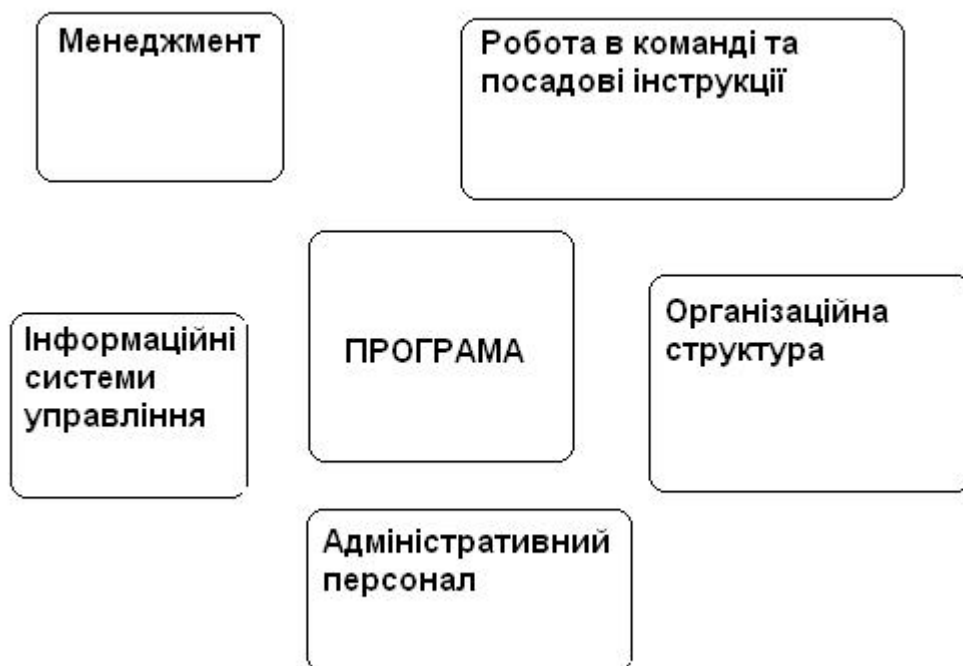 Менеджмент
Робота в команді та
посадові інструкції
Інформаційні
системи
управління
ПРОГРАМА
Організаційна
структура
Адміністративний
персонал